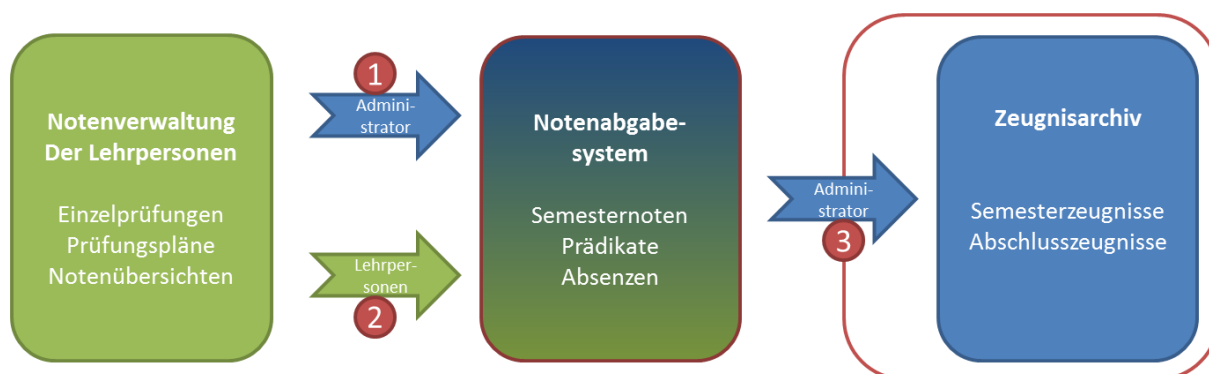 Notenverwaltung
Der Lehrpersonen
Einzelprüfungen
Prüfungspläne
Notenübersichten
1
Admini-
strator
Lehrper-
sonen
2
Notenabgabe-
system
Semesternoten
Prädikate
Absenzen
Admini-
strator
3
Zeugnisarchiv
Semesterzeugnisse
Abschlusszeugnisse